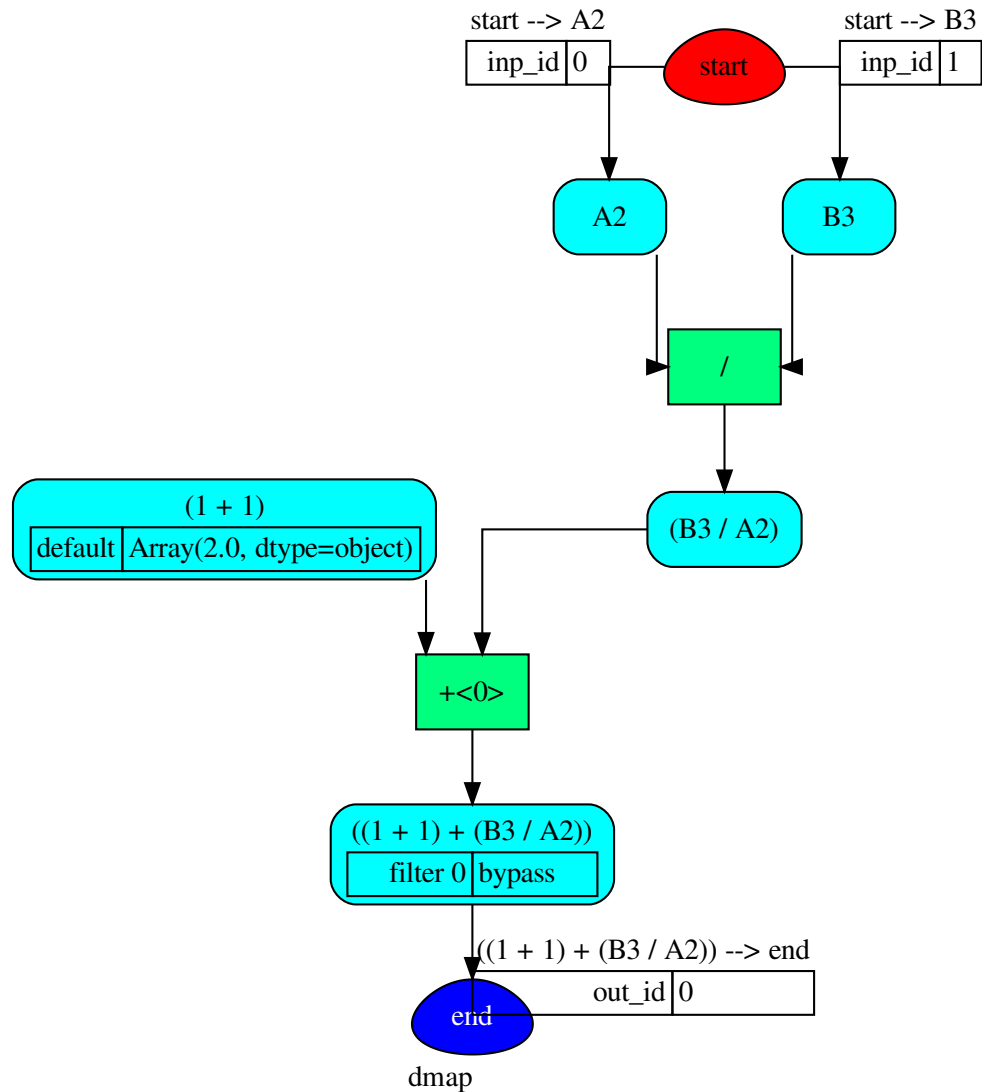 start --> A2
inp_id 0
start
start --> B3
inp_id 1
A2
B3
/
(1 + 1)
default Array(2.0, dtype=object)
(B3 / A2)
+<0>
((1 + 1) + (B3 / A2))
filter 0 bypass
((1 + 1) + (B3 / A2)) --> end
out_id 0
end
dmap